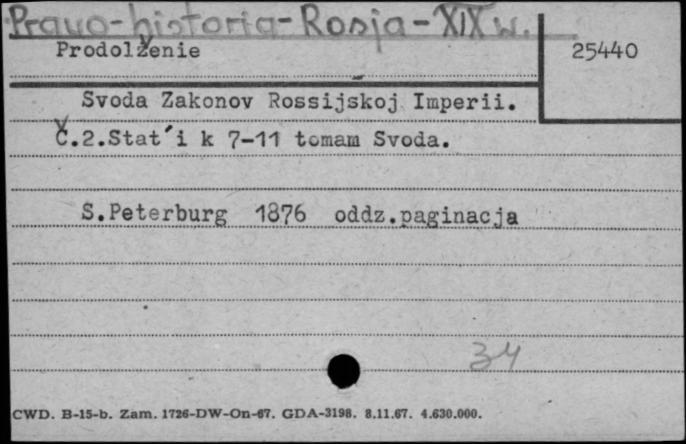 Prawo-historia-Rosja-XIX w.
Prodolženie
25440
Svoda Zakonov Rossijskoj Imperii.
Č.2.Stat´i k 7-11 tomam Svoda.
S.Peterburg 1876 oddz.paginacja
34
CWD. B-15-b. Zam. 1726-DW-On-67. GDA-3198. 8.11.67. 4.630.000.